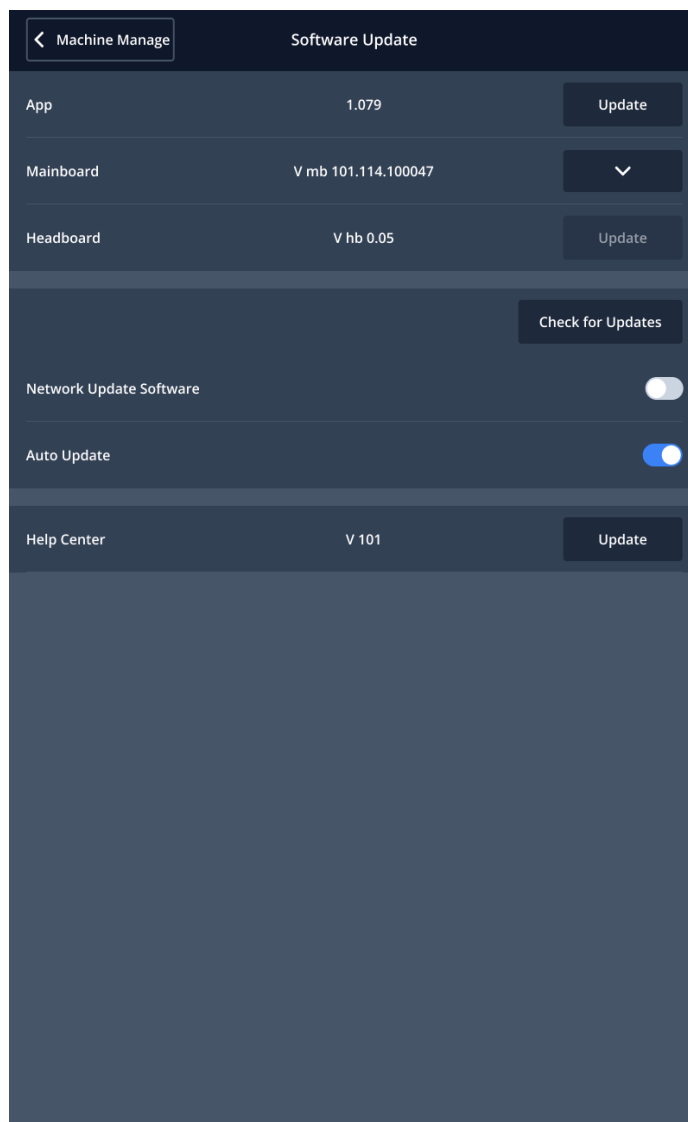 Machine Manage Software Update
App 1.079 Update
Mainboard V mb 101.114.100047
Headboard V hb 0.05 Update
Check for Updates
Network Update Software
Auto Update
Help Center V 101 Update